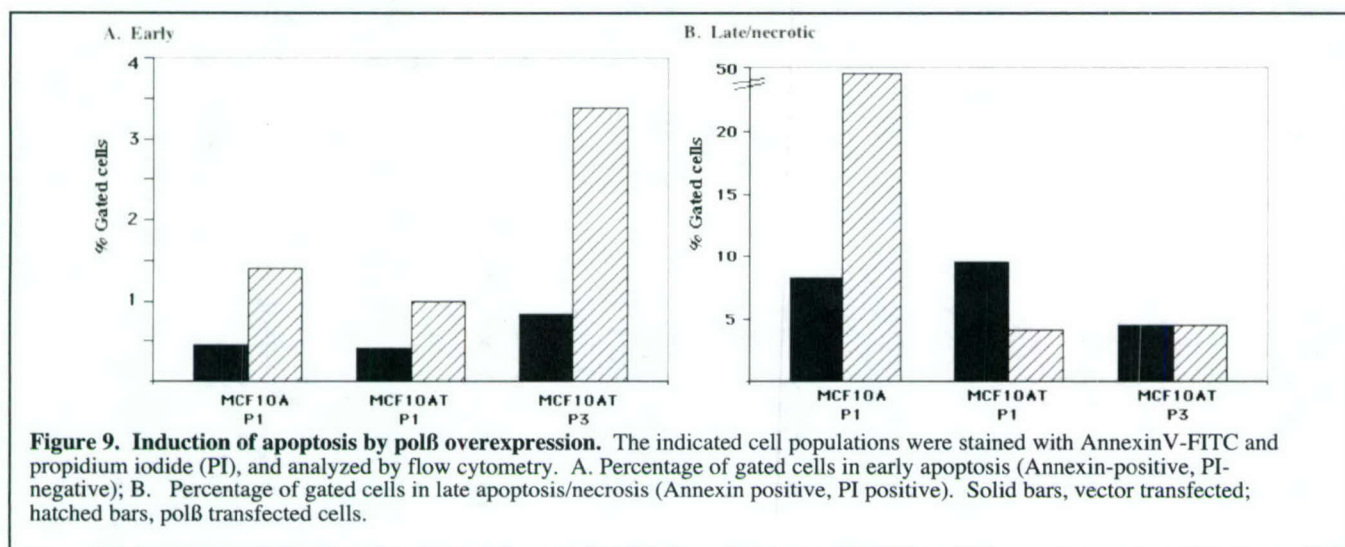 A. Early
4
3
2
1
% Gated cells
MCF10A
P1
MCF10AT
P1
MCF10AT
P3
B. Late/necrotic
50
20
15
10
5
% Gated cells
MCF10A
P1
MCF10AT
P1
MCF10AT
P3
Figure 9. Induction of apoptosis by polß overexpression. The indicated cell populations were stained with AnnexinV-FITC and
propidium iodide (PI), and analyzed by flow cytometry. A. Percentage of gated cells in early apoptosis (Annexin-positive, PI-
negative); B. Percentage of gated cells in late apoptosis/necrosis (Annexin positive, PI positive). Solid bars, vector transfected;
hatched bars, polß transfected cells.